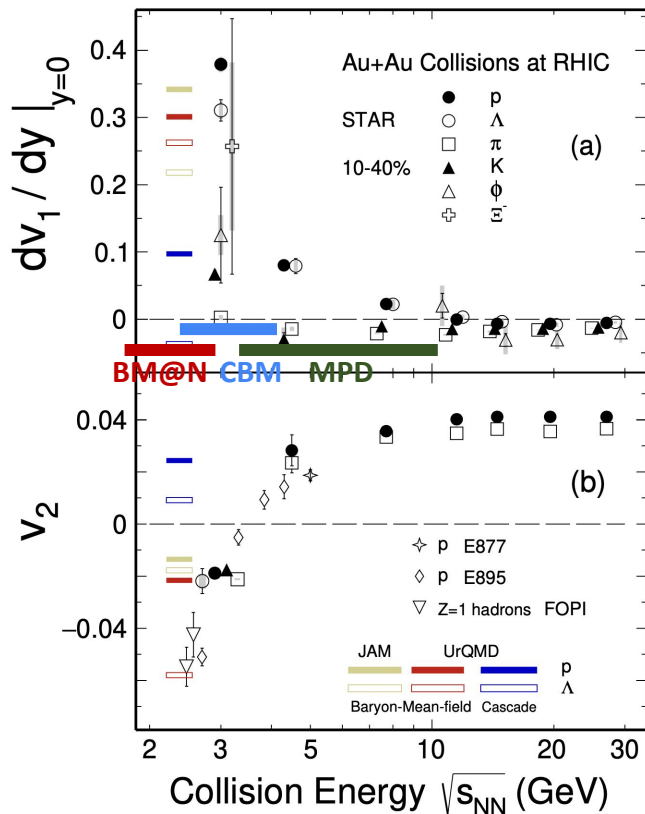 Au+Au Collisions at RHIC
STAR
10-40%
p
Λ
π
K
ϕ
Ξ⁻
(a)
dv₁ / dy |y=0
0.4
0.3
0.2
0.1
0
BM@N CBM MPD
(b)
v₂
0.04
0
−0.04
p E877
p E895
Z=1 hadrons FOPI
JAM UrQMD
p
Λ
Baryon-Mean-field Cascade
2 3 4 5 10 20 30
Collision Energy √sNN (GeV)